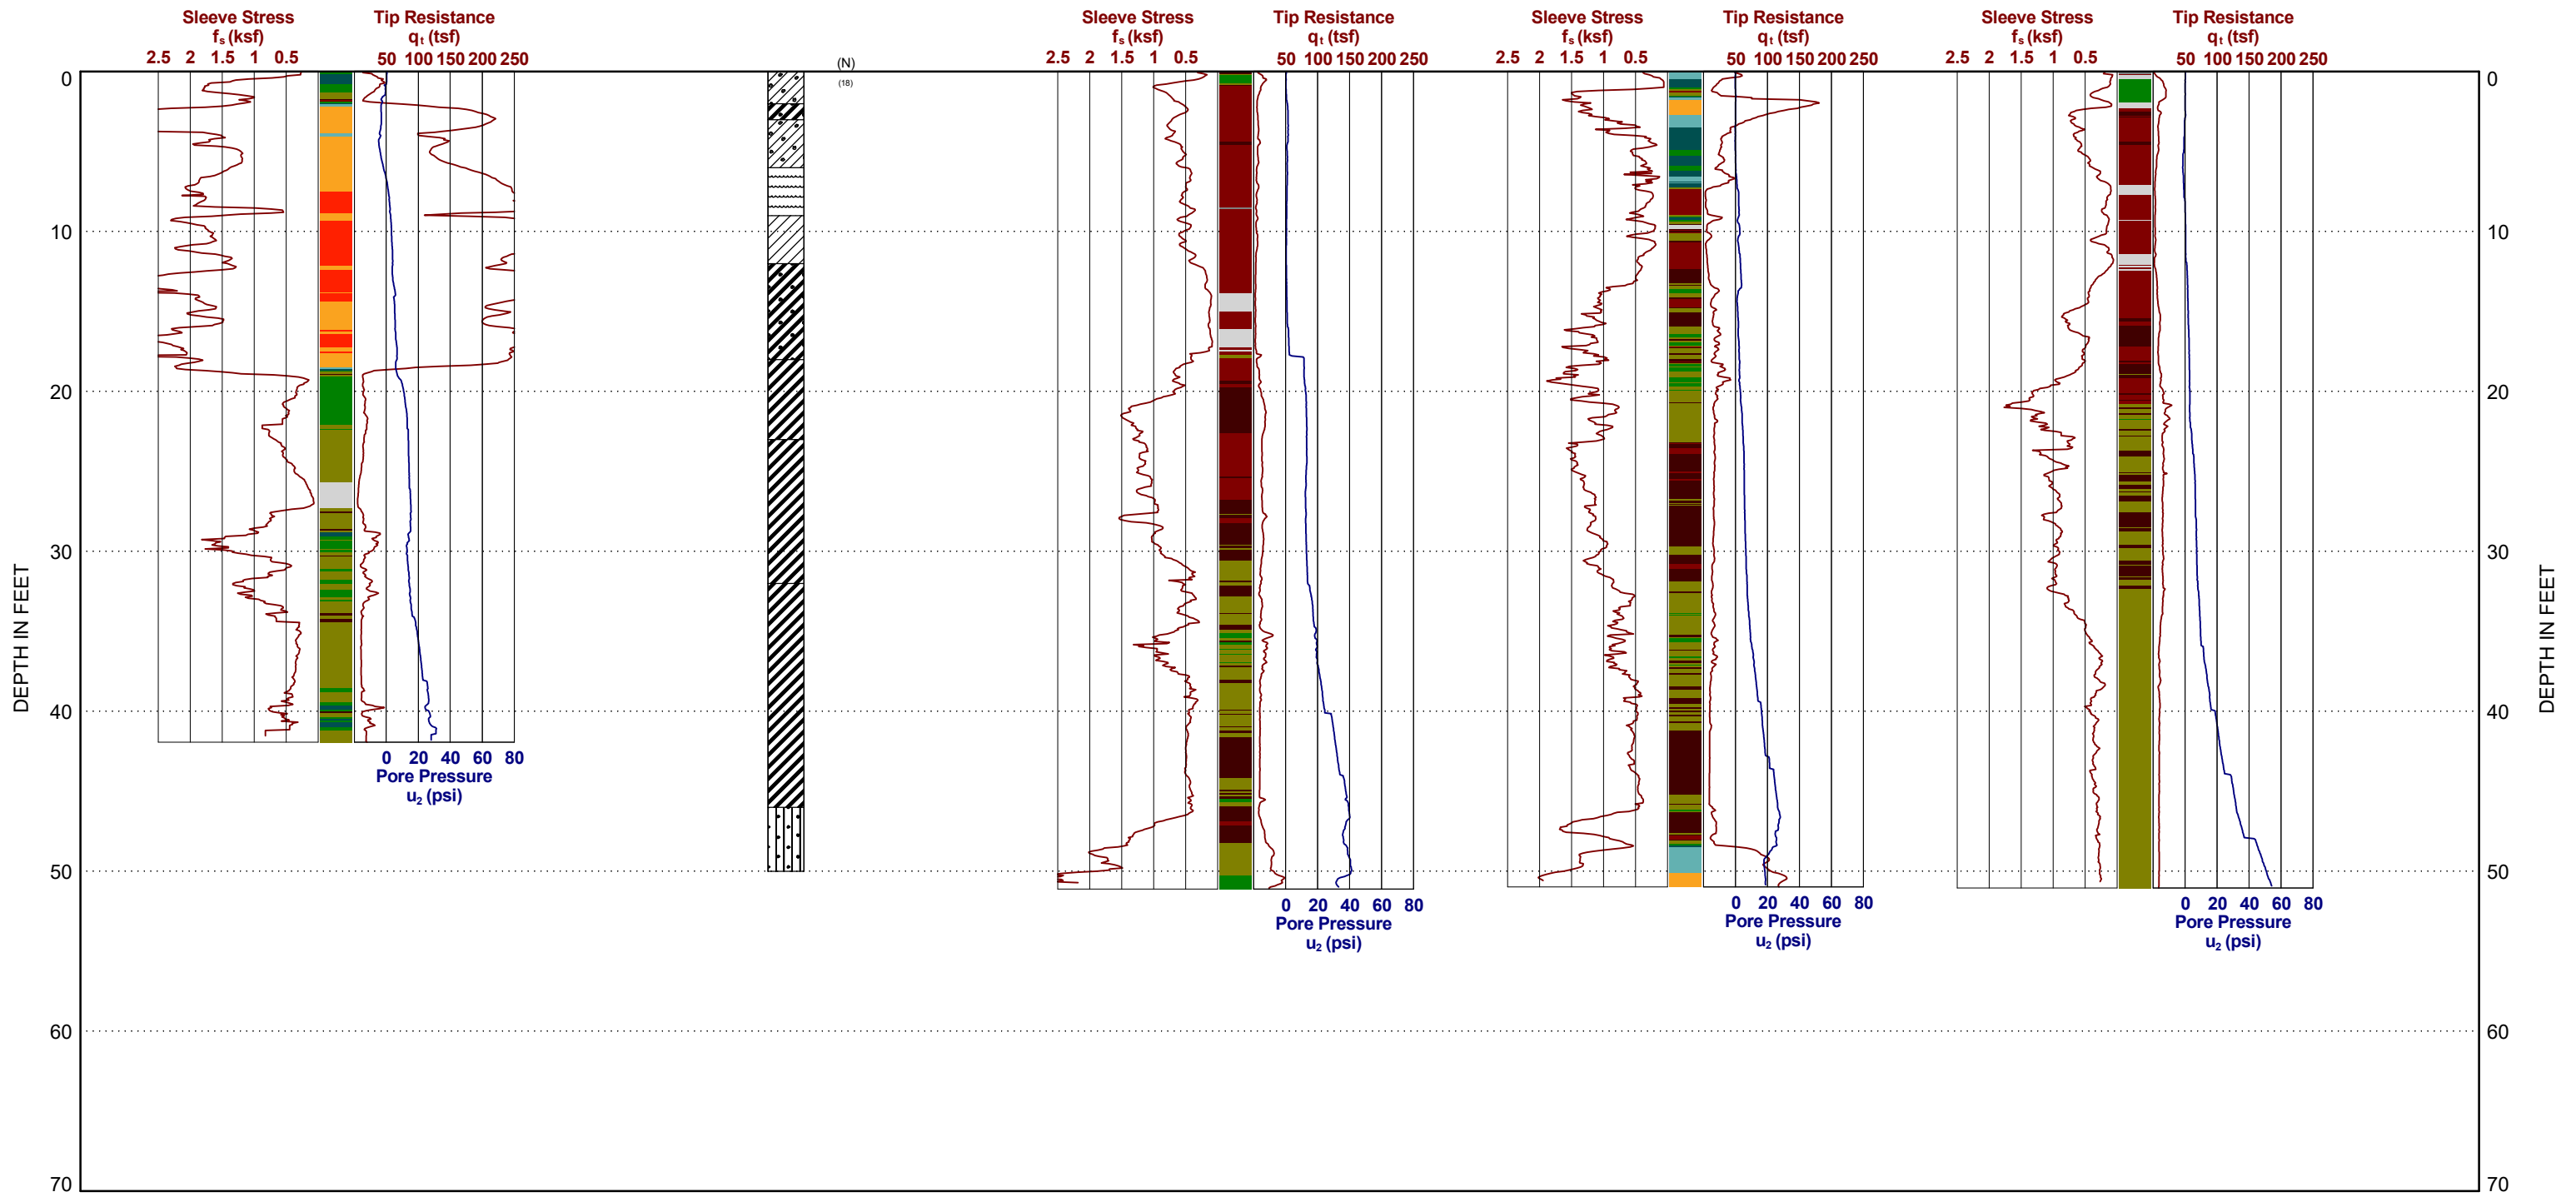 Sleeve Stress Tip Resistance Sleeve Stress Tip Resistance Sleeve Stress Tip Resistance Sleeve Stress Tip Resistance
fs (ksf) qt (tsf) fs (ksf) qt (tsf) fs (ksf) qt (tsf) fs (ksf) qt (tsf)
2.5 2 1.5 1 0.5 50 100 150 200 250 (N) 2.5 2 1.5 1 0.5 50 100 150 200 250 2.5 2 1.5 1 0.5 50 100 150 200 250 2.5 2 1.5 1 0.5 50 100 150 200 250
0 (18) 0
10 10
20 20
30 30
DEPTH IN FEET DEPTH IN FEET
40 40
0 20 40 60 80
Pore Pressure
u2 (psi)
50 50
0 20 40 60 80 0 20 40 60 80 0 20 40 60 80
Pore Pressure Pore Pressure Pore Pressure
u2 (psi) u2 (psi) u2 (psi)
60 60
70 70